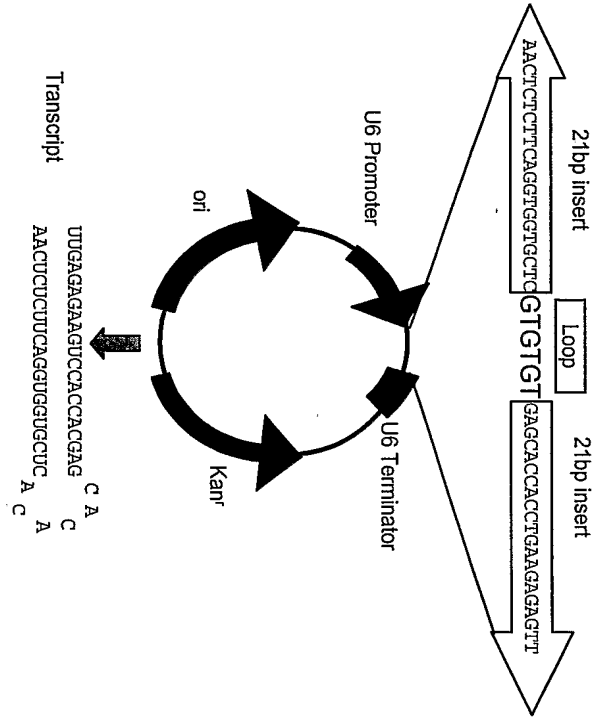 21bp insert
Loop
21bp insert
AACTCTCTTCAGGTGGTGCTC GTGTGT GAGCACCACCTGAAGAGAGTT
U6 Promoter
U6 Terminator
ori
Kanʳ
Transcript
C A
UUGAGAGAAGUCCACCACGAG C
AACUCUCUUCAGGUGGUGCUC A
A C